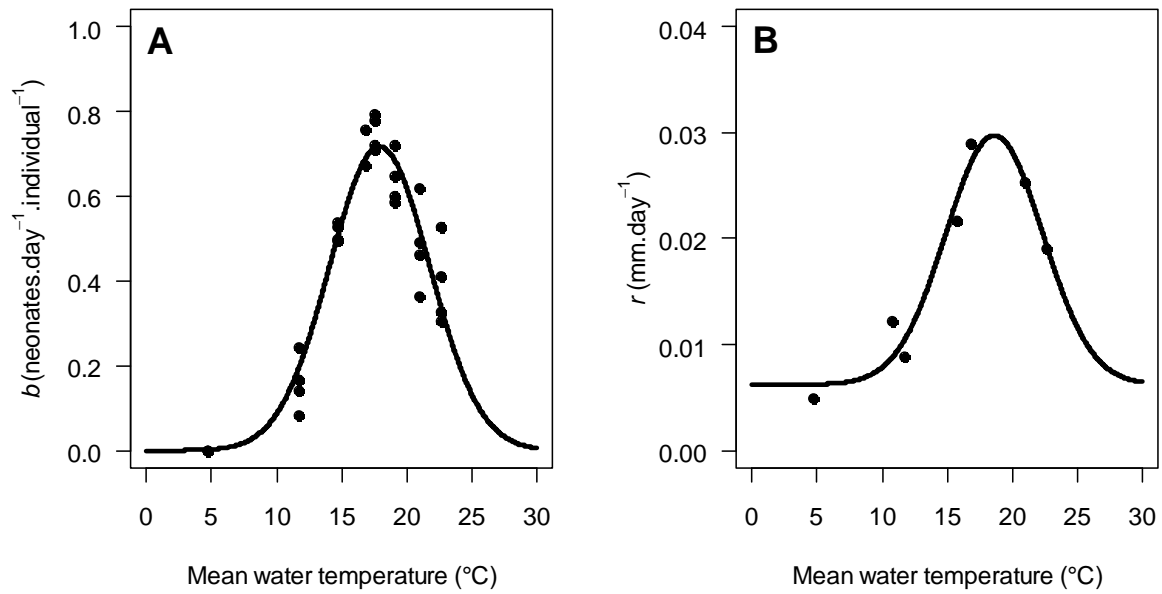 A
1.0
0.8
0.6
0.4
0.2
0.0
b (neonates.day⁻¹.individual⁻¹)
0 5 10 15 20 25 30
Mean water temperature (°C)
B
0.04
0.03
0.02
0.01
0.00
r (mm.day⁻¹)
0 5 10 15 20 25 30
Mean water temperature (°C)